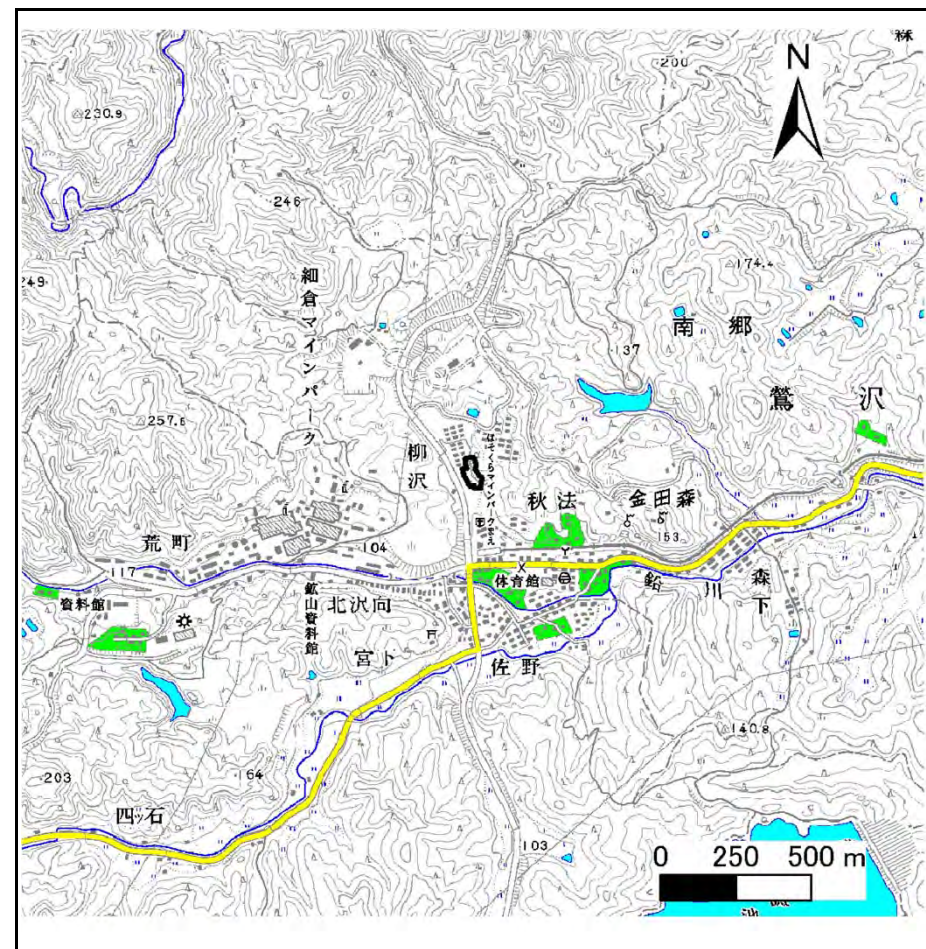 N
△230.9
·200
·246
249
△174.4
細倉マインパーク
南郷
·137
鶯沢
△257.6
柳沢
秋法
金田森
153
荒町
104
117
体育館
鉛川
森下
資料館
鉱山資料館
北沢向
宮下
佐野
△140.8
·203
·164
四ッ石
·103
0 250 500 m